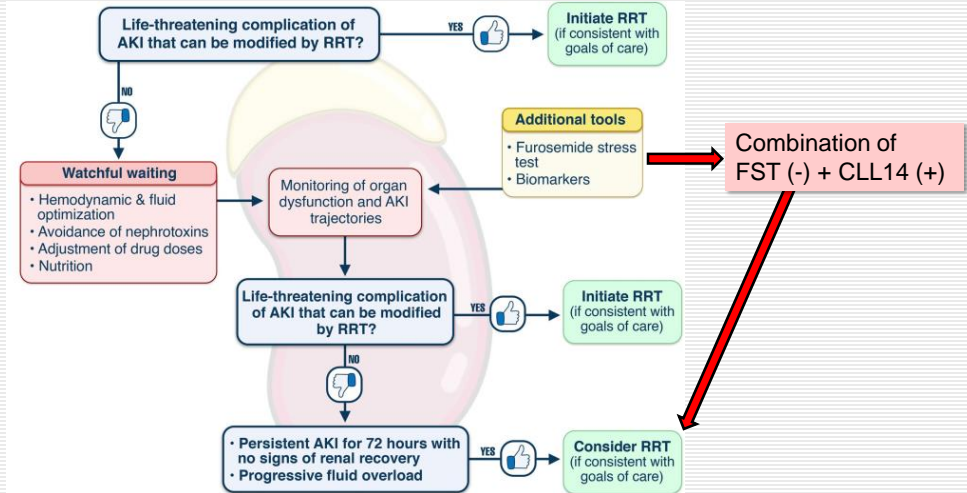 Life-threatening complication of
AKI that can be modified by RRT?
YES
Initiate RRT
(if consistent with
goals of care)
NO
Additional tools
• Furosemide stress
test
• Biomarkers
Combination of
FST (-) + CLL14 (+)
Watchful waiting
• Hemodynamic & fluid
optimization
• Avoidance of nephrotoxins
• Adjustment of drug doses
• Nutrition
Monitoring of organ
dysfunction and AKI
trajectories
Life-threatening complication
of AKI that can be modified
by RRT?
YES
Initiate RRT
(if consistent with
goals of care)
NO
• Persistent AKI for 72 hours with
no signs of renal recovery
• Progressive fluid overload
YES
Consider RRT
(if consistent with
goals of care)